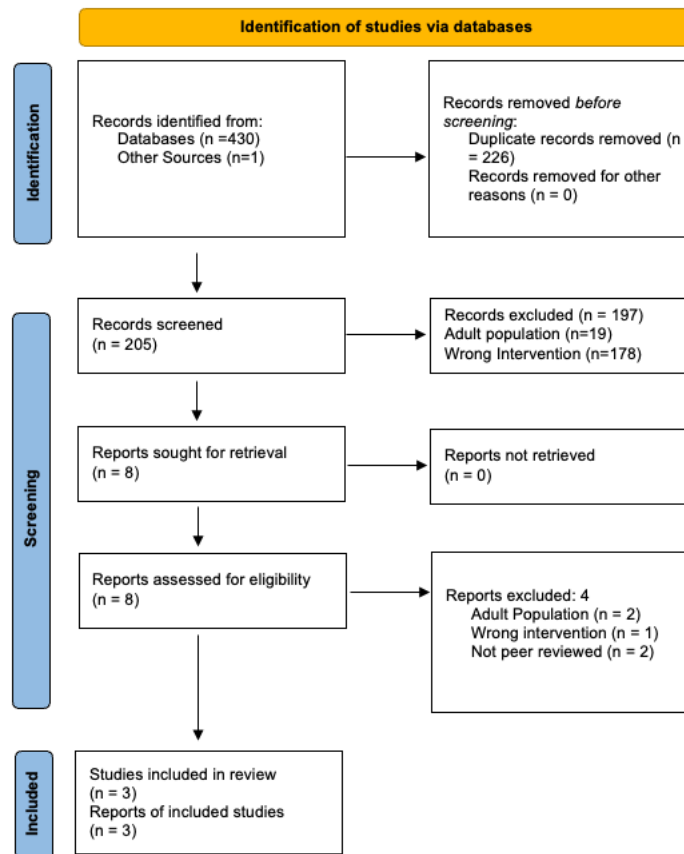 Identification of studies via databases
Identification
Records identified from:
Databases (n =430)
Other Sources (n=1)
Records removed before
screening:
Duplicate records removed (n
= 226)
Records removed for other
reasons (n = 0)
Screening
Records screened
(n = 205)
Records excluded (n = 197)
Adult population (n=19)
Wrong Intervention (n=178)
Reports sought for retrieval
(n = 8)
Reports not retrieved
(n = 0)
Reports assessed for eligibility
(n = 8)
Reports excluded: 4
Adult Population (n = 2)
Wrong intervention (n = 1)
Not peer reviewed (n = 2)
Included
Studies included in review
(n = 3)
Reports of included studies
(n = 3)